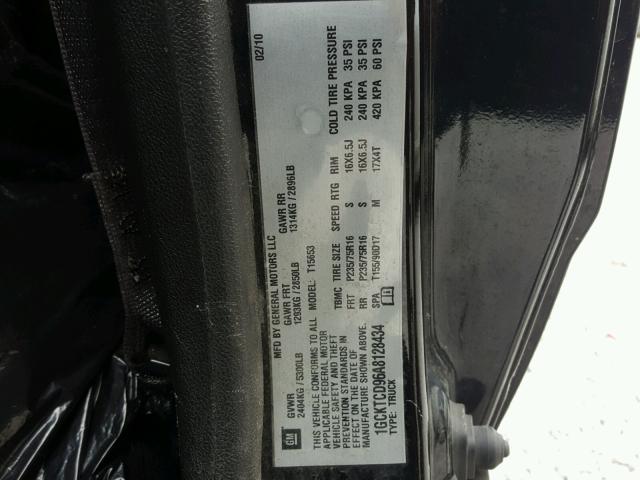 MFD BY GENERAL MOTORS LLC 02/10
GM
GVWR GAWR FRT GAWR RR
2404KG / 5300LB 1293KG / 2850LB 1314KG / 2896LB
THIS VEHICLE CONFORMS TO ALL MODEL: T15653
APPLICABLE FEDERAL MOTOR
VEHICLE SAFETY AND THEFT
PREVENTION STANDARDS IN
EFFECT ON THE DATE OF
MANUFACTURE SHOWN ABOVE.
1GCKTCD96A8128434
TYPE: TRUCK
TBMC TIRE SIZE SPEED RTG RIM COLD TIRE PRESSURE
FRT P235/75R16 S 16X6.5J 240 KPA 35 PSI
RR P235/75R16 S 16X6.5J 240 KPA 35 PSI
SPA T155/90D17 M 17X4T 420 KPA 60 PSI